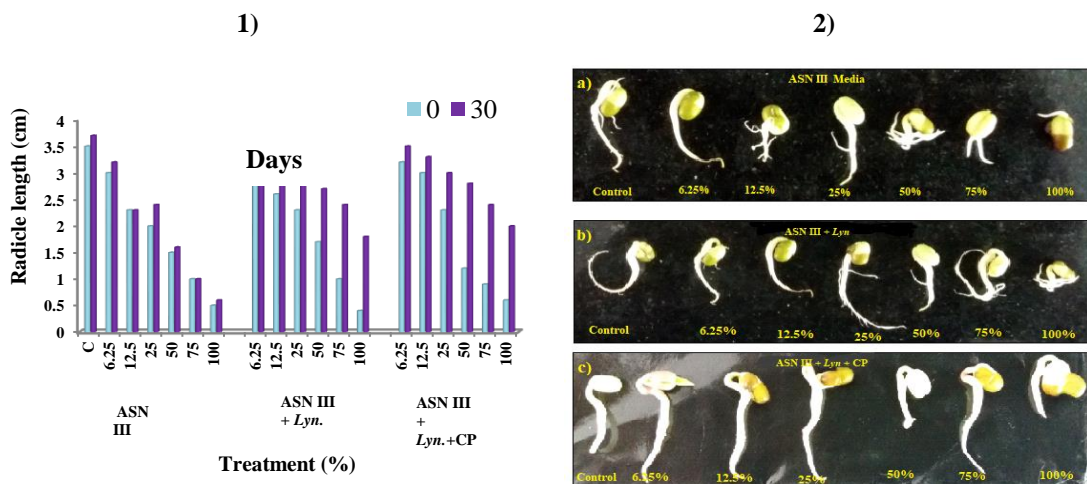 1)
2)
Radicle length (cm)
4
3.5
3
2.5
2
1.5
1
0.5
0
0 30
Days
C 6.25 12.5 25 50 75 100
6.25 12.5 25 50 75 100
6.25 12.5 25 50 75 100
ASN
III
ASN III
+ Lyn.
ASN III
+
Lyn.+CP
Treatment (%)
a)
ASN III Media
Control 6.25% 12.5% 25% 50% 75% 100%
b)
ASN III + Lyn
Control 6.25% 12.5% 25% 50% 75% 100%
c)
ASN III + Lyn + CP
Control 6.25% 12.5% 25% 50% 75% 100%